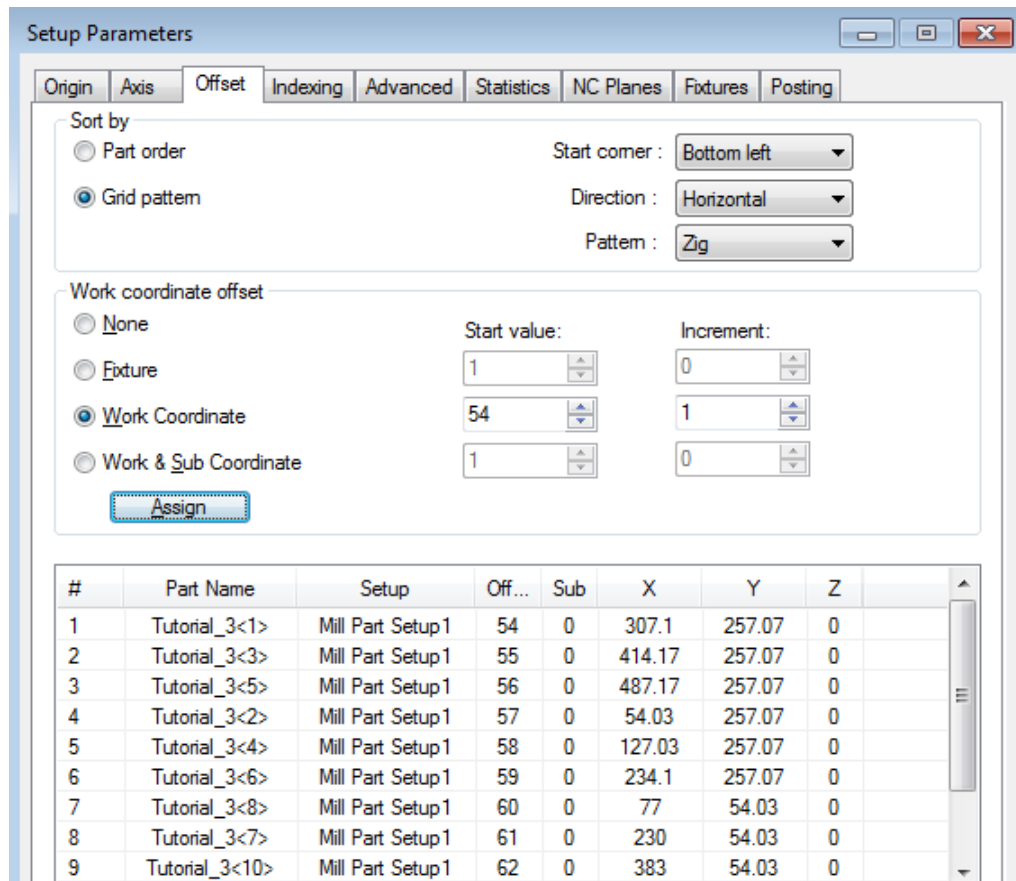 Setup Parameters
Origin Axis Offset Indexing Advanced Statistics NC Planes Fixtures Posting
Sort by
Part order Start corner : Bottom left
Grid pattern Direction : Horizontal
Pattern : Zig
Work coordinate offset
None Start value: Increment:
Fixture 1 0
Work Coordinate 54 1
Work & Sub Coordinate 1 0
Assign
# Part Name Setup Off... Sub X Y Z
1 Tutorial_3<1> Mill Part Setup1 54 0 307.1 257.07 0
2 Tutorial_3<3> Mill Part Setup1 55 0 414.17 257.07 0
3 Tutorial_3<5> Mill Part Setup1 56 0 487.17 257.07 0
4 Tutorial_3<2> Mill Part Setup1 57 0 54.03 257.07 0
5 Tutorial_3<4> Mill Part Setup1 58 0 127.03 257.07 0
6 Tutorial_3<6> Mill Part Setup1 59 0 234.1 257.07 0
7 Tutorial_3<8> Mill Part Setup1 60 0 77 54.03 0
8 Tutorial_3<7> Mill Part Setup1 61 0 230 54.03 0
9 Tutorial_3<10> Mill Part Setup1 62 0 383 54.03 0